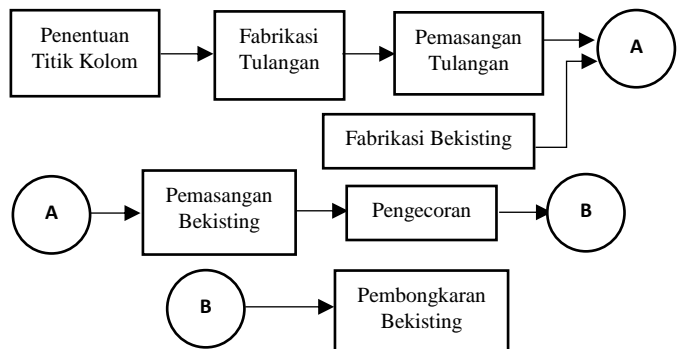 Penentuan
Titik Kolom
Fabrikasi
Tulangan
Pemasangan
Tulangan
A
Fabrikasi Bekisting
A
Pemasangan
Bekisting
Pengecoran
B
B
Pembongkaran
Bekisting